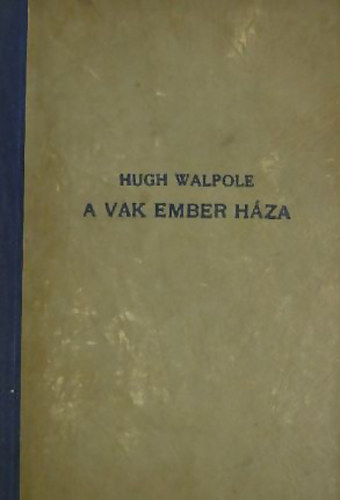 HUGH WALPOLE
A VAK EMBER HÁZA